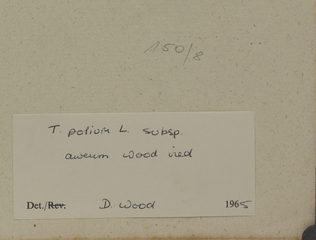 150/8
T. polium L. subsp.
aureum Wood ined
Det./Rev. D. Wood 1965